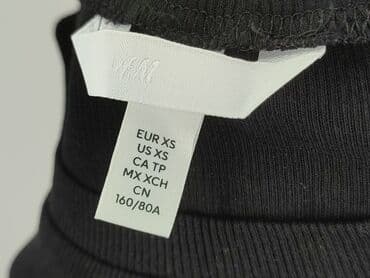 H&M
EUR XS
US XS
CA TP
MX XCH
CN
160/80A